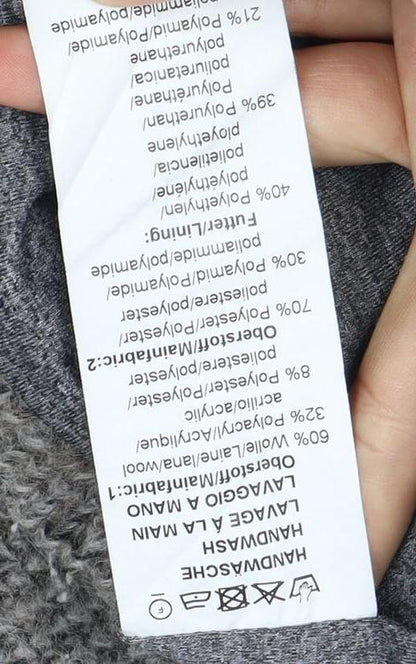 F
HANDWÄSCHE
HANDWASH
LAVAGE À LA MAIN
LAVAGGIO A MANO
Oberstoff/Mainfabric:1
60% Wolle/Laine/lana/wool
32% Polyacryl/Acrylique/
acrilio/acrylic
8% Polyester/Polyester/
poliestere/polyester
Oberstoff/Mainfabric:2
70% Polyester/Polyester/
poliestere/polyester
30% Polyamid/Polyamide/
poliammide/polyamide
Futter/Lining:
40% Polyethylen/
Polyéthylène/
polietilencia/
ployethylene
39% Polyurethan/
Polyuréthane/
poliuretanica/
polyurethane
21% Polyamid/Polyamide/
poliammide/polyamide